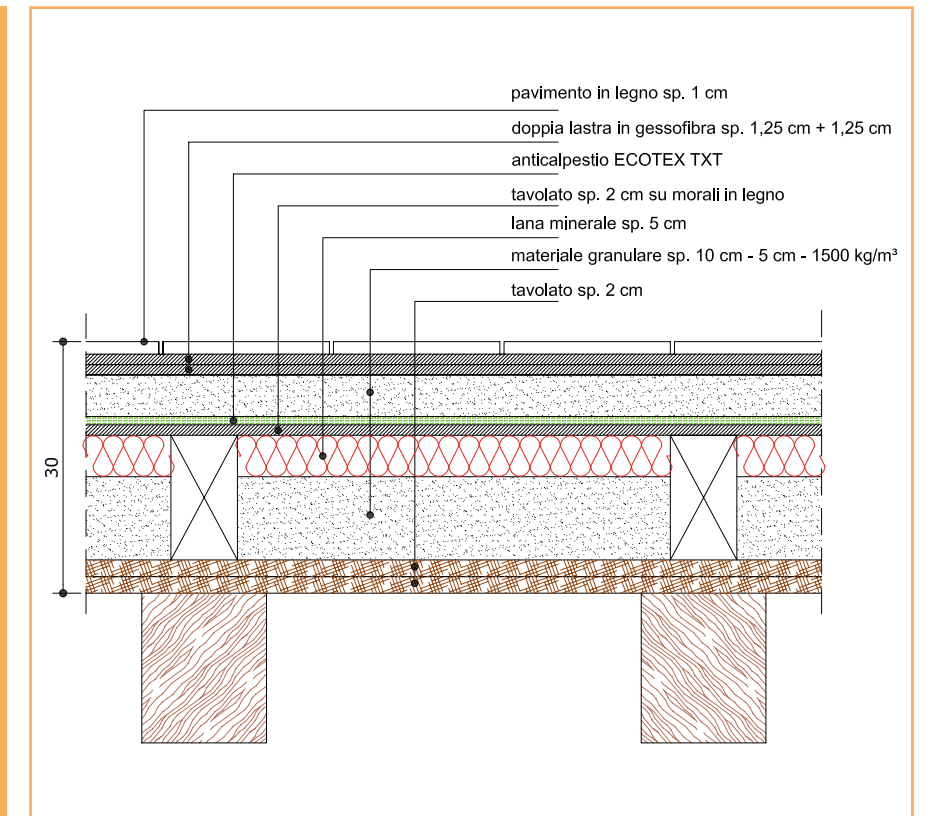 pavimento in legno sp. 1 cm
doppia lastra in gessofibra sp. 1,25 cm + 1,25 cm
anticalpestio ECOTEX TXT
tavolato sp. 2 cm su morali in legno
lana minerale sp. 5 cm
materiale granulare sp. 10 cm - 5 cm - 1500 kg/m³
tavolato sp. 2 cm
30